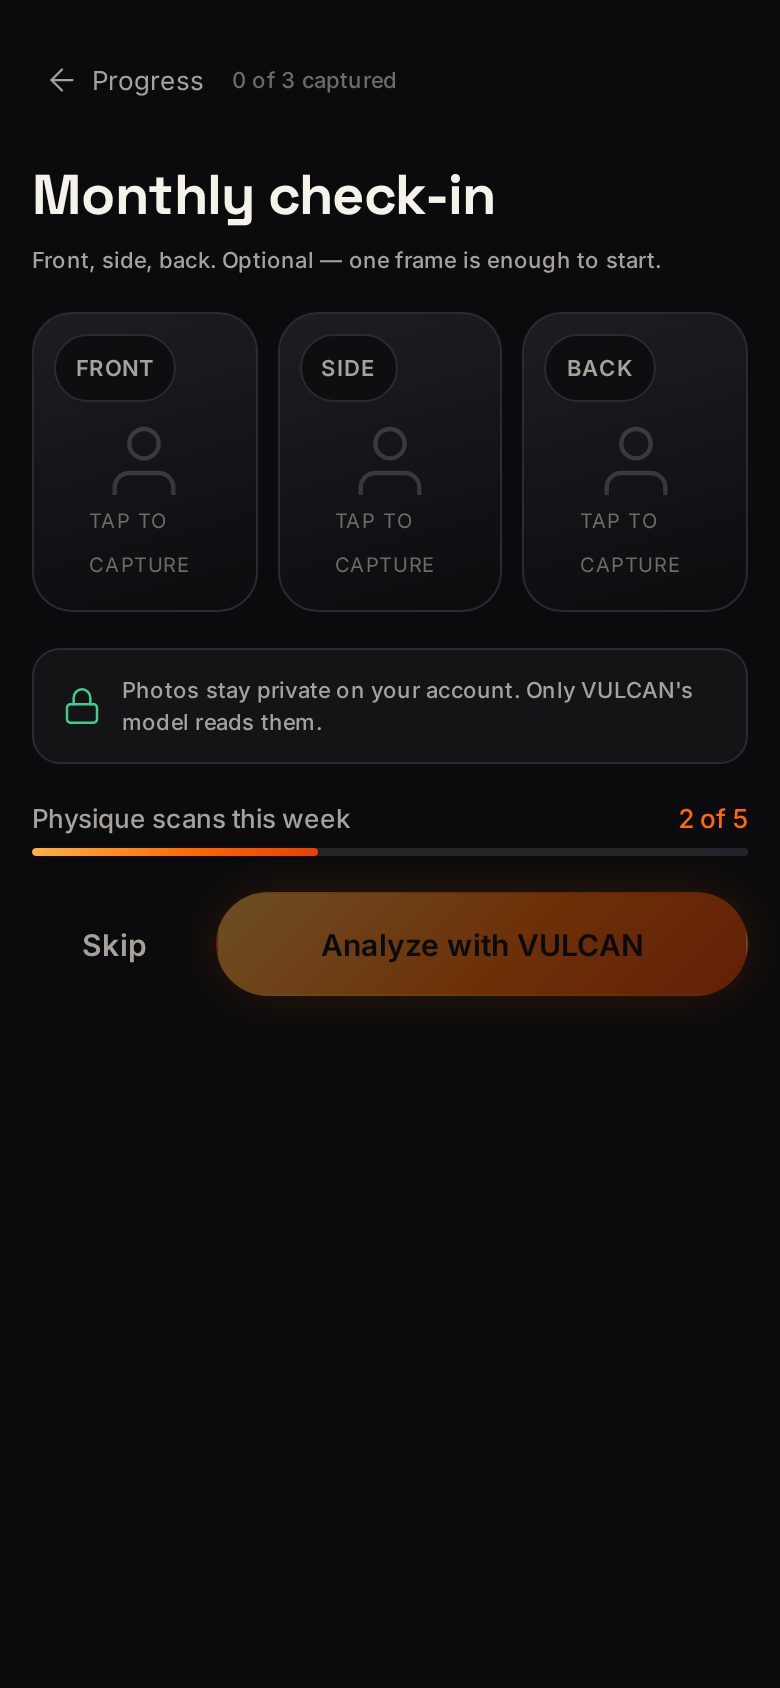 Progress 0 of 3 captured
Monthly check-in
Front, side, back. Optional — one frame is enough to start.
FRONT
TAP TO
CAPTURE
SIDE
TAP TO
CAPTURE
BACK
TAP TO
CAPTURE
Photos stay private on your account. Only VULCAN's
model reads them.
Physique scans this week 2 of 5
Skip
Analyze with VULCAN